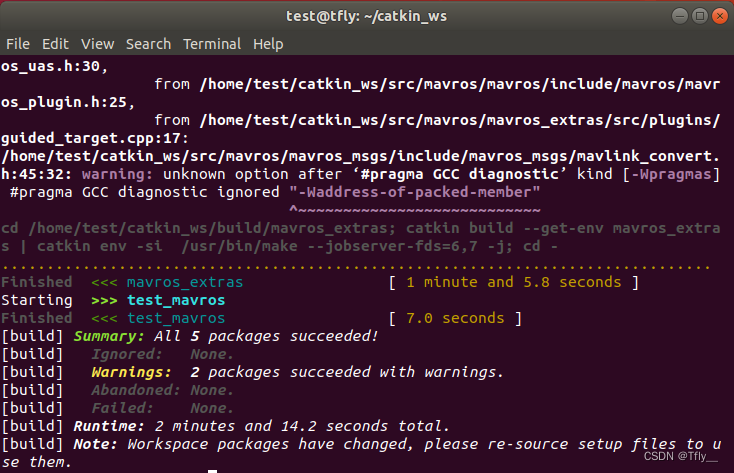 test@tfly: ~/catkin_ws
File Edit View Search Terminal Help
os_uas.h:30,
                 from /home/test/catkin_ws/src/mavros/mavros/include/mavros/mavr
os_plugin.h:25,
                 from /home/test/catkin_ws/src/mavros/mavros_extras/src/plugins/
guided_target.cpp:17:
/home/test/catkin_ws/src/mavros/mavros_msgs/include/mavros_msgs/mavlink_convert.
h:45:32: warning: unknown option after ‘#pragma GCC diagnostic’ kind [-Wpragmas]
 #pragma GCC diagnostic ignored "-Waddress-of-packed-member"
                                ^~~~~~~~~~~~~~~~~~~~~~~~~~~~
cd /home/test/catkin_ws/build/mavros_extras; catkin build --get-env mavros_extra
s | catkin env -si  /usr/bin/make --jobserver-fds=6,7 -j; cd -
...............................................................................
Finished  <<< mavros_extras                [ 1 minute and 5.8 seconds ]
Starting  >>> test_mavros
Finished  <<< test_mavros                  [ 7.0 seconds ]
[build] Summary: All 5 packages succeeded!
[build]   Ignored:   None.
[build]   Warnings:  2 packages succeeded with warnings.
[build]   Abandoned: None.
[build]   Failed:    None.
[build] Runtime: 2 minutes and 14.2 seconds total.
[build] Note: Workspace packages have changed, please re-source setup files to u
se them.
CSDN @Tfly__